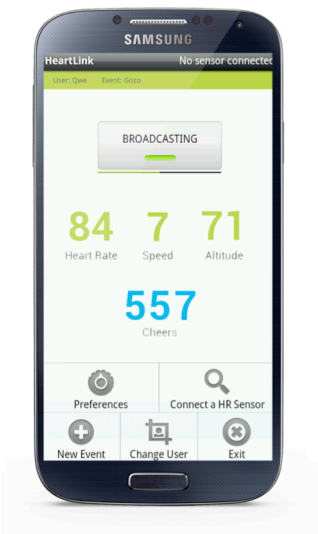 SAMSUNG
HeartLink No sensor connected
User: Qwe Event: Gozo
BROADCASTING
84 7 71
Heart Rate Speed Altitude
557
Cheers
Preferences Connect a HR Sensor
New Event Change User Exit